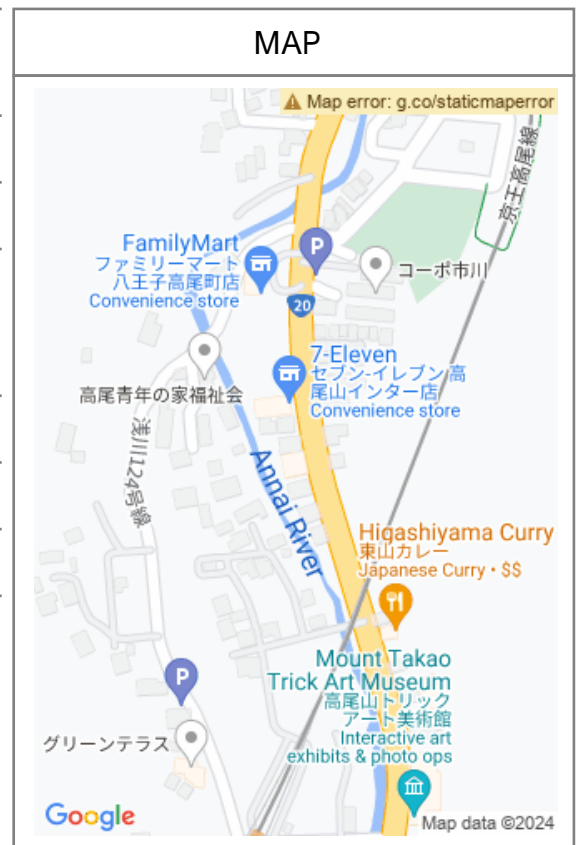 MAP
Map error: g.co/staticmaperror
京王高尾線
FamilyMart
ファミリーマート
八王子高尾町店
Convenience store
P
コーポ市川
20
7-Eleven
セブン-イレブン 高
尾山インター店
Convenience store
高尾青年の家福祉会
浅川124号線
Annai River
Higashiyama Curry
東山カレー
Japanese Curry • $$
Mount Takao
Trick Art Museum
高尾山トリック
アート美術館
Interactive art
exhibits & photo ops
P
グリーンテラス
Google
Map data ©2024